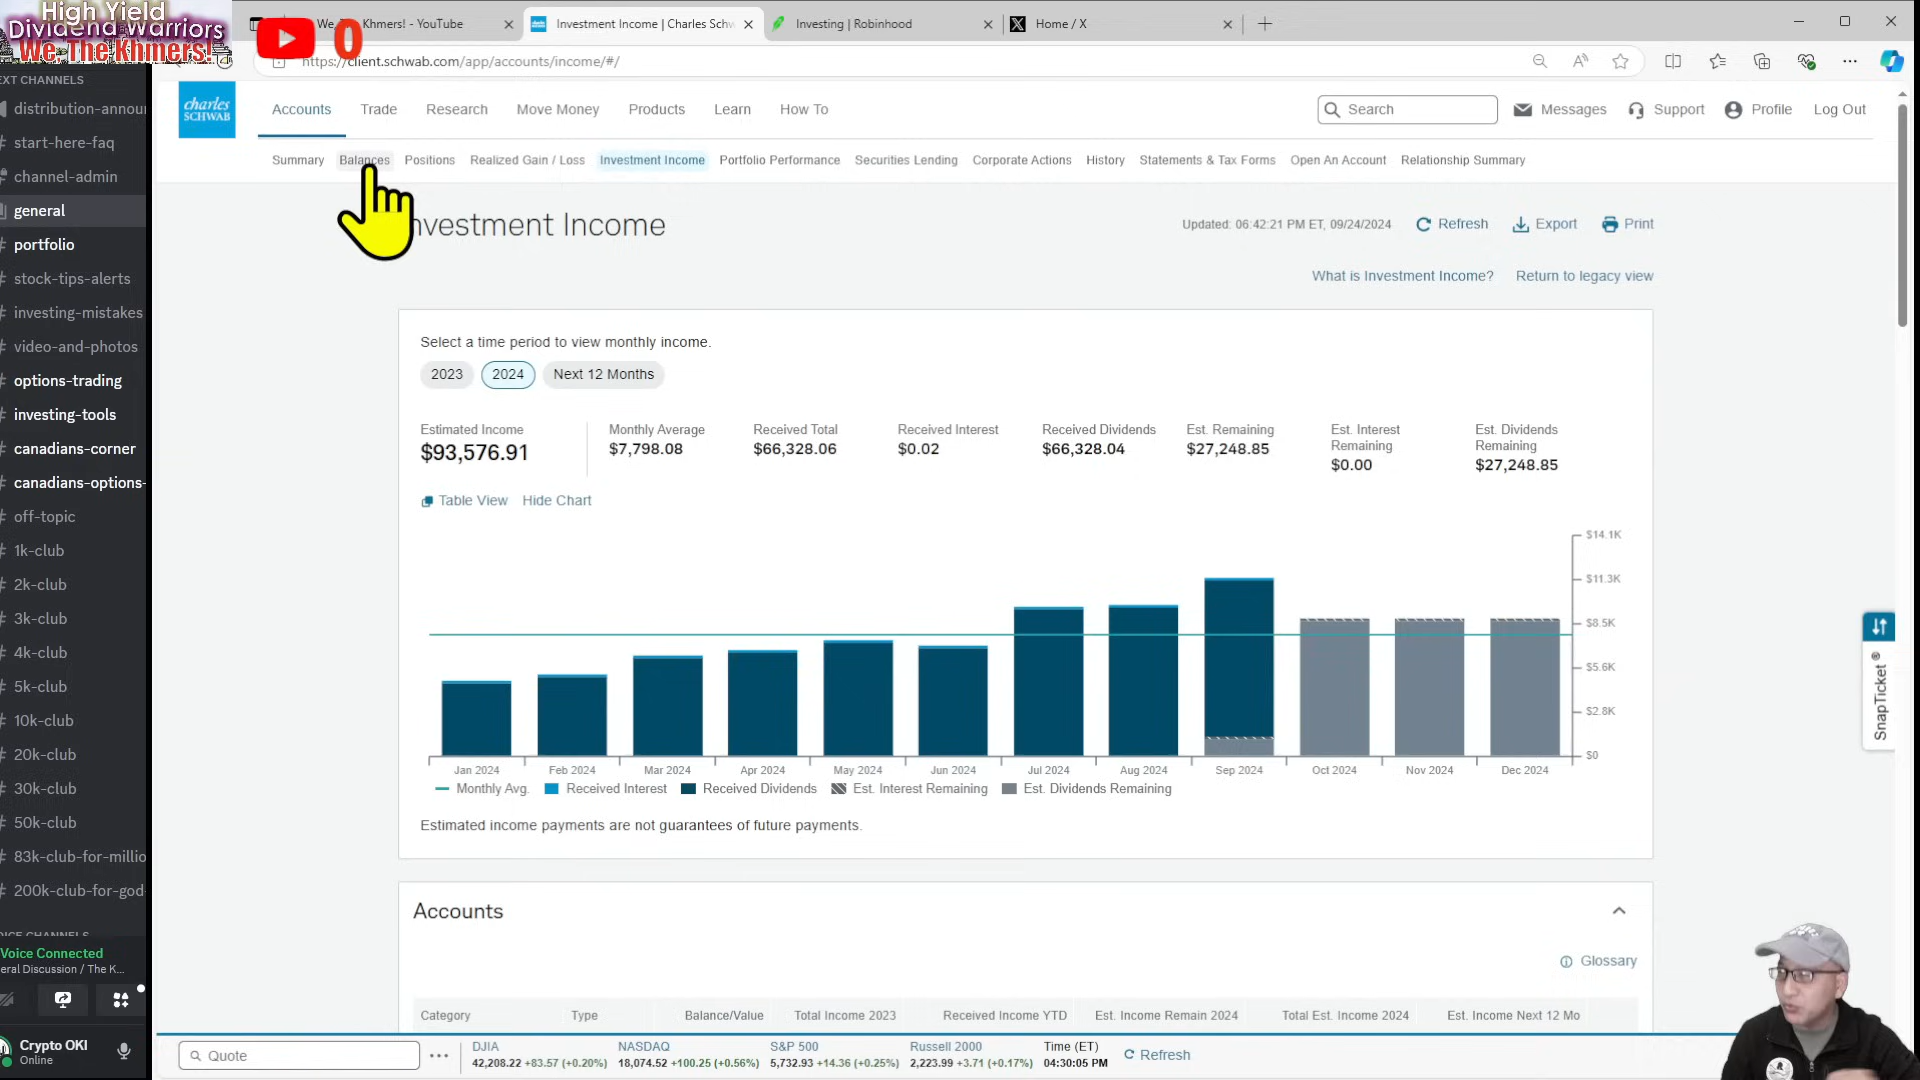 High Yield
Dividend Warriors
We The Khmers!
0
We, The Khmers! - YouTube
Investment Income | Charles Schw
Investing | Robinhood
Home / X
https://client.schwab.com/app/accounts/income/#/
EXT CHANNELS
distribution-annou
start-here-faq
channel-admin
general
portfolio
stock-tips-alerts
investing-mistakes
video-and-photos
options-trading
investing-tools
canadians-corner
canadians-options-
off-topic
1k-club
2k-club
3k-club
4k-club
5k-club
10k-club
20k-club
30k-club
50k-club
83k-club-for-millio
200k-club-for-god-
OICE CHANNELS
Voice Connected
eral Discussion / The K...
Crypto OKI
Online
charles
SCHWAB
Accounts Trade Research Move Money Products Learn How To
Search
Messages Support Profile Log Out
Summary Balances Positions Realized Gain / Loss Investment Income Portfolio Performance Securities Lending Corporate Actions History Statements & Tax Forms Open An Account Relationship Summary
nvestment Income
Updated: 06:42:21 PM ET, 09/24/2024 Refresh Export Print
What is Investment Income? Return to legacy view
Select a time period to view monthly income.
2023 2024 Next 12 Months
Estimated Income
$93,576.91
Monthly Average
$7,798.08
Received Total
$66,328.06
Received Interest
$0.02
Received Dividends
$66,328.04
Est. Remaining
$27,248.85
Est. Interest
Remaining
$0.00
Est. Dividends
Remaining
$27,248.85
Table View Hide Chart
$14.1K
$11.3K
$8.5K
$5.6K
$2.8K
$0
Jan 2024 Feb 2024 Mar 2024 Apr 2024 May 2024 Jun 2024 Jul 2024 Aug 2024 Sep 2024 Oct 2024 Nov 2024 Dec 2024
Monthly Avg. Received Interest Received Dividends Est. Interest Remaining Est. Dividends Remaining
Estimated income payments are not guarantees of future payments.
SnapTicket ®
Accounts
Glossary
Category Type Balance/Value Total Income 2023 Received Income YTD Est. Income Remain 2024 Total Est. Income 2024 Est. Income Next 12 Mo
Quote
DJIA
42,208.22 +83.57 (+0.20%)
NASDAQ
18,074.52 +100.25 (+0.56%)
S&P 500
5,732.93 +14.36 (+0.25%)
Russell 2000
2,223.99 +3.71 (+0.17%)
Time (ET)
04:30:05 PM
Refresh